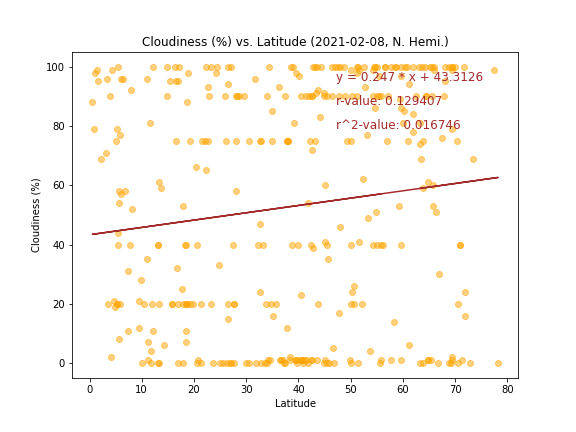 Cloudiness (%) vs. Latitude (2021-02-08, N. Hemi.)
100
80
60
40
20
0
Cloudiness (%)
y = 0.247 * x + 43.3126
r-value: 0.129407
r^2-value: 0.016746
0 10 20 30 40 50 60 70 80
Latitude